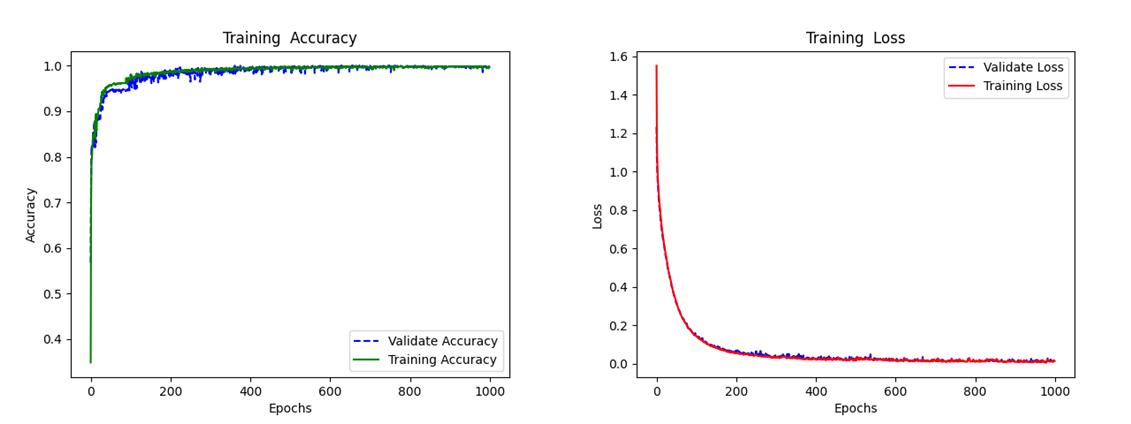 Training  Accuracy
1.0
0.9
0.8
0.7
0.6
0.5
0.4
Accuracy
Validate Accuracy
Training Accuracy
0
200
400
600
800
1000
Epochs
Training  Loss
1.6
1.4
1.2
1.0
0.8
0.6
0.4
0.2
0.0
Loss
Validate Loss
Training Loss
0
200
400
600
800
1000
Epochs